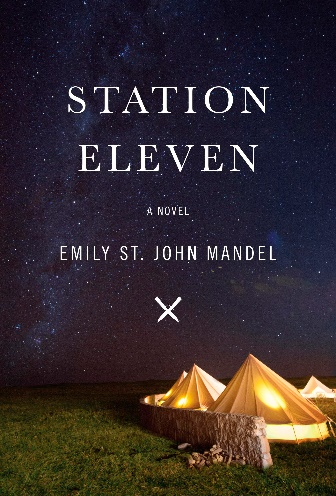 STATION
ELEVEN
A NOVEL
EMILY ST. JOHN MANDEL